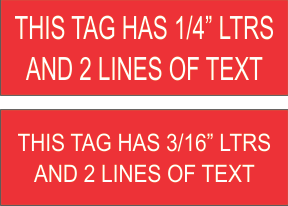 THIS TAG HAS 1/4” LTRS
AND 2 LINES OF TEXT
THIS TAG HAS 3/16” LTRS
AND 2 LINES OF TEXT